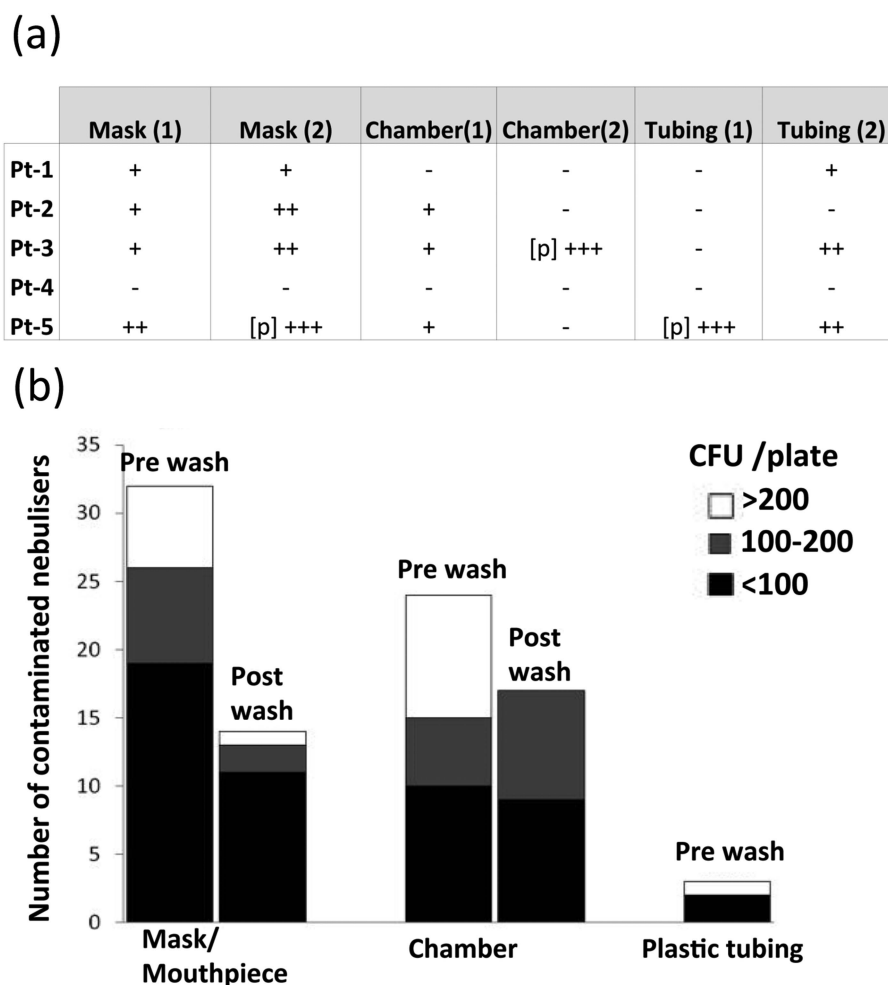 (a)
Mask (1) Mask (2) Chamber(1) Chamber(2) Tubing (1) Tubing (2)
Pt-1 + + - - - +
Pt-2 + ++ + - - -
Pt-3 + ++ + [p] +++ - ++
Pt-4 - - - - - -
Pt-5 ++ [p] +++ + - [p] +++ ++
(b)
Number of contaminated nebulisers
35
30
25
20
15
10
5
0
Pre wash
Post
wash
Pre wash
Post
wash
Pre wash
CFU /plate
>200
100-200
<100
Mask/
Mouthpiece
Chamber
Plastic tubing